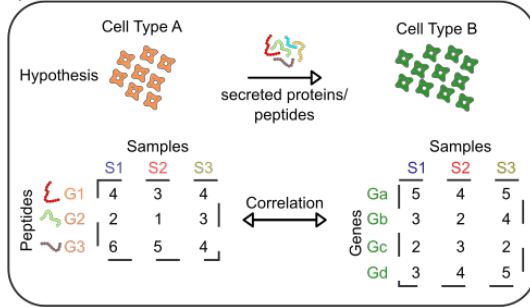 Cell Type A
Cell Type B
Hypothesis
secreted proteins/
peptides
Samples
S1 S2 S3
Peptides
G1 4 3 4
G2 2 1 3
G3 6 5 4
Correlation
Samples
S1 S2 S3
Genes
Ga 5 4 5
Gb 3 2 4
Gc 2 3 2
Gd 3 4 5